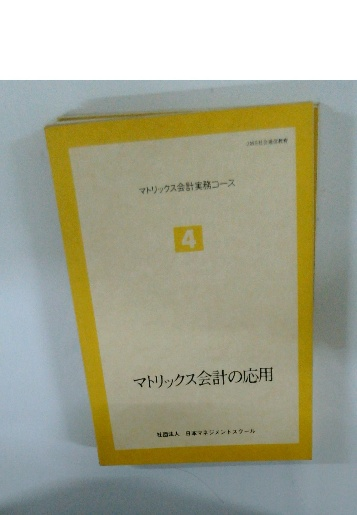 マトリックス会計実務コース
4
マトリックス会計の応用
社団法人 日本マネジメントスクール